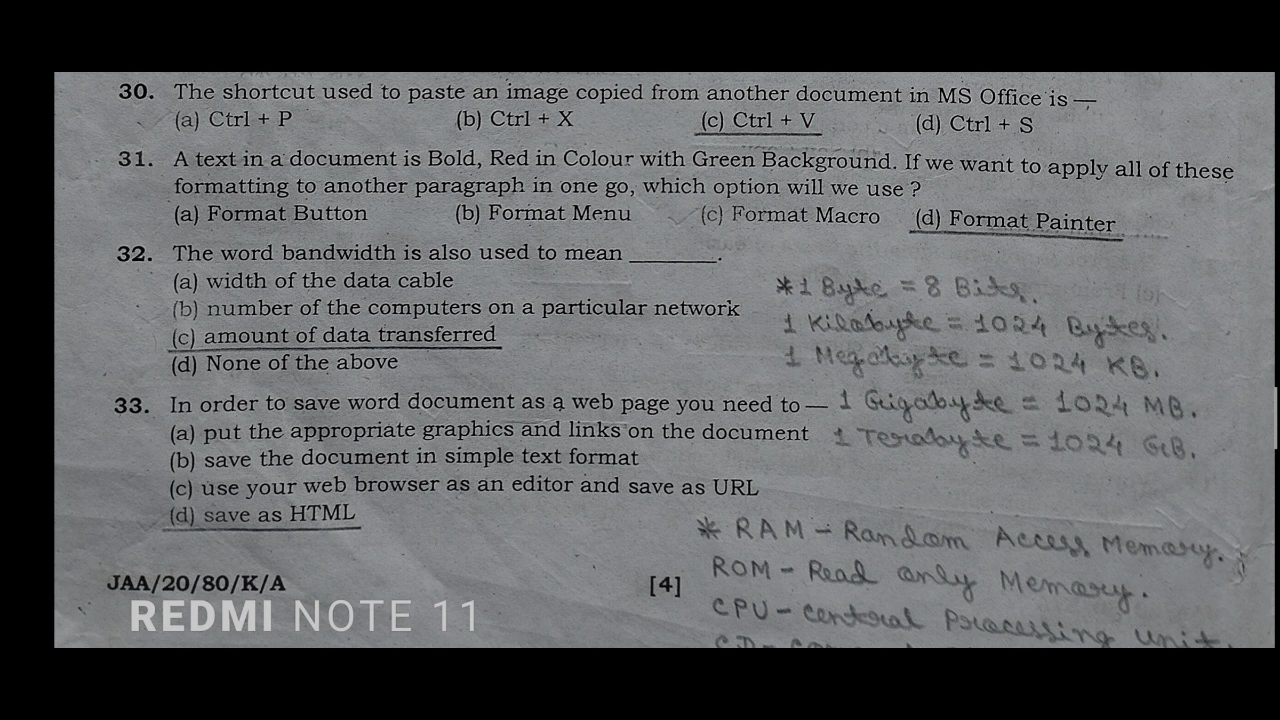 30. The shortcut used to paste an image copied from another document in MS Office is —
(a) Ctrl + P (b) Ctrl + X (c) Ctrl + V (d) Ctrl + S
31. A text in a document is Bold, Red in Colour with Green Background. If we want to apply all of these
formatting to another paragraph in one go, which option will we use ?
(a) Format Button (b) Format Menu (c) Format Macro (d) Format Painter
32. The word bandwidth is also used to mean _______.
(a) width of the data cable
(b) number of the computers on a particular network
(c) amount of data transferred
(d) None of the above
* 1 Byte = 8 Bits.
1 Kilobyte = 1024 Bytes.
1 Megabyte = 1024 KB.
1 Gigabyte = 1024 MB.
1 Terabyte = 1024 GB.
33. In order to save word document as a web page you need to —
(a) put the appropriate graphics and links on the document
(b) save the document in simple text format
(c) use your web browser as an editor and save as URL
(d) save as HTML
* RAM - Random Access Memory.
ROM - Read only Memory.
CPU - Central Processing unit.
CD -
JAA/20/80/K/A [4]
REDMI NOTE 11